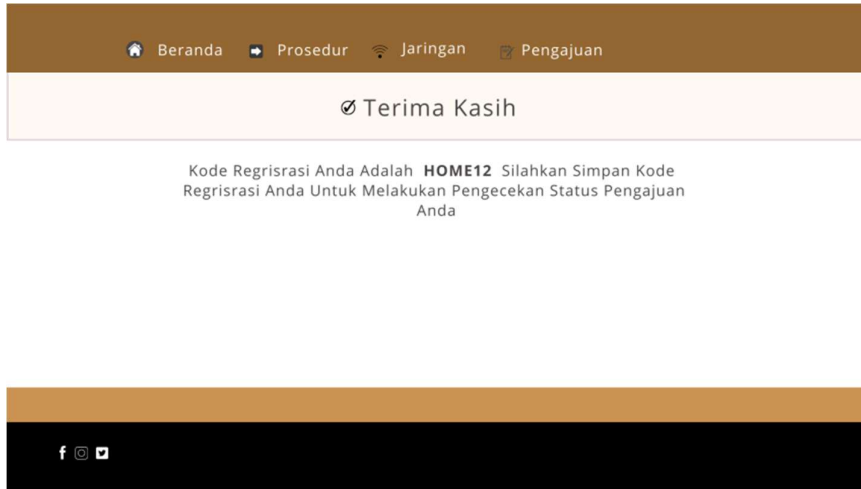 Beranda Prosedur Jaringan Pengajuan
Terima Kasih
Kode Regrisrasi Anda Adalah HOME12 Silahkan Simpan Kode
Regrisrasi Anda Untuk Melakukan Pengecekan Status Pengajuan
Anda